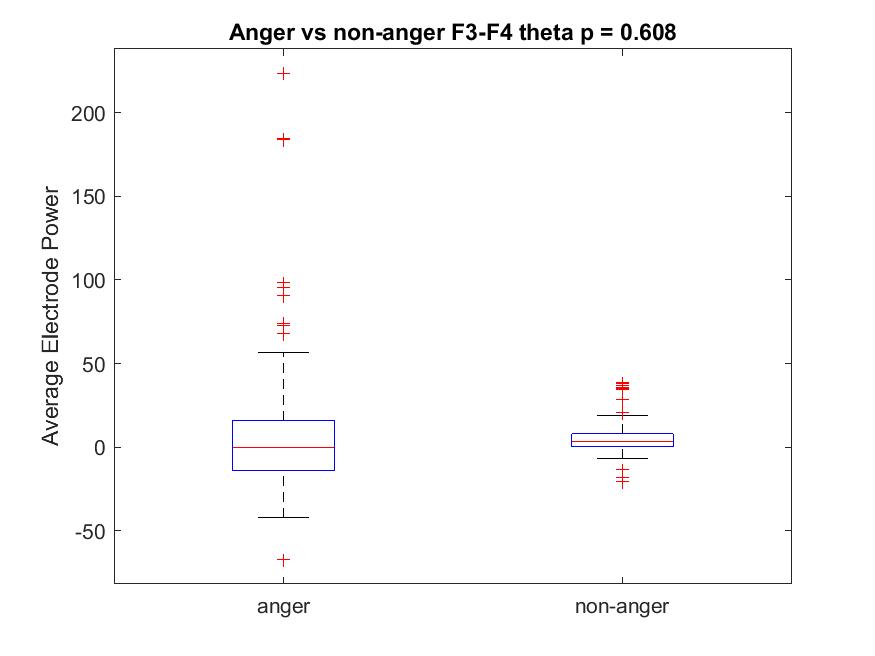 Anger vs non-anger F3-F4 theta p = 0.608
Average Electrode Power
200
150
100
50
0
-50
anger non-anger